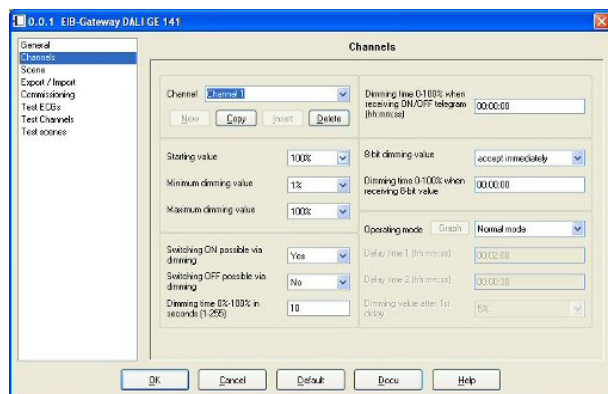 0.0.1 EIB-Gateway DALI GE 141
General
Channels
Scene
Export / Import
Commissioning
Test ECGs
Test Channels
Test scenes
Channels
Channel Channel 1
New Copy Insert Delete
Starting value 100%
Minimum dimming value 1%
Maximum dimming value 100%
Switching ON possible via
dimming Yes
Switching OFF possible via
dimming No
Dimming time 0%-100% in
seconds (1-255) 10
Dimming time 0-100% when
receiving ON/OFF telegram
(hh:mm:ss) 00:00:00
8-bit dimming value accept immediately
Dimming time 0-100% when
receiving 8-bit value 00:00:00
Operating mode Graph Normal mode
Delay time 1 (hh:mm:ss) 00:02:00
Delay time 2 (hh:mm:ss) 00:00:30
Dimming value after 1st
delay 5%
OK Cancel Default Docu Help